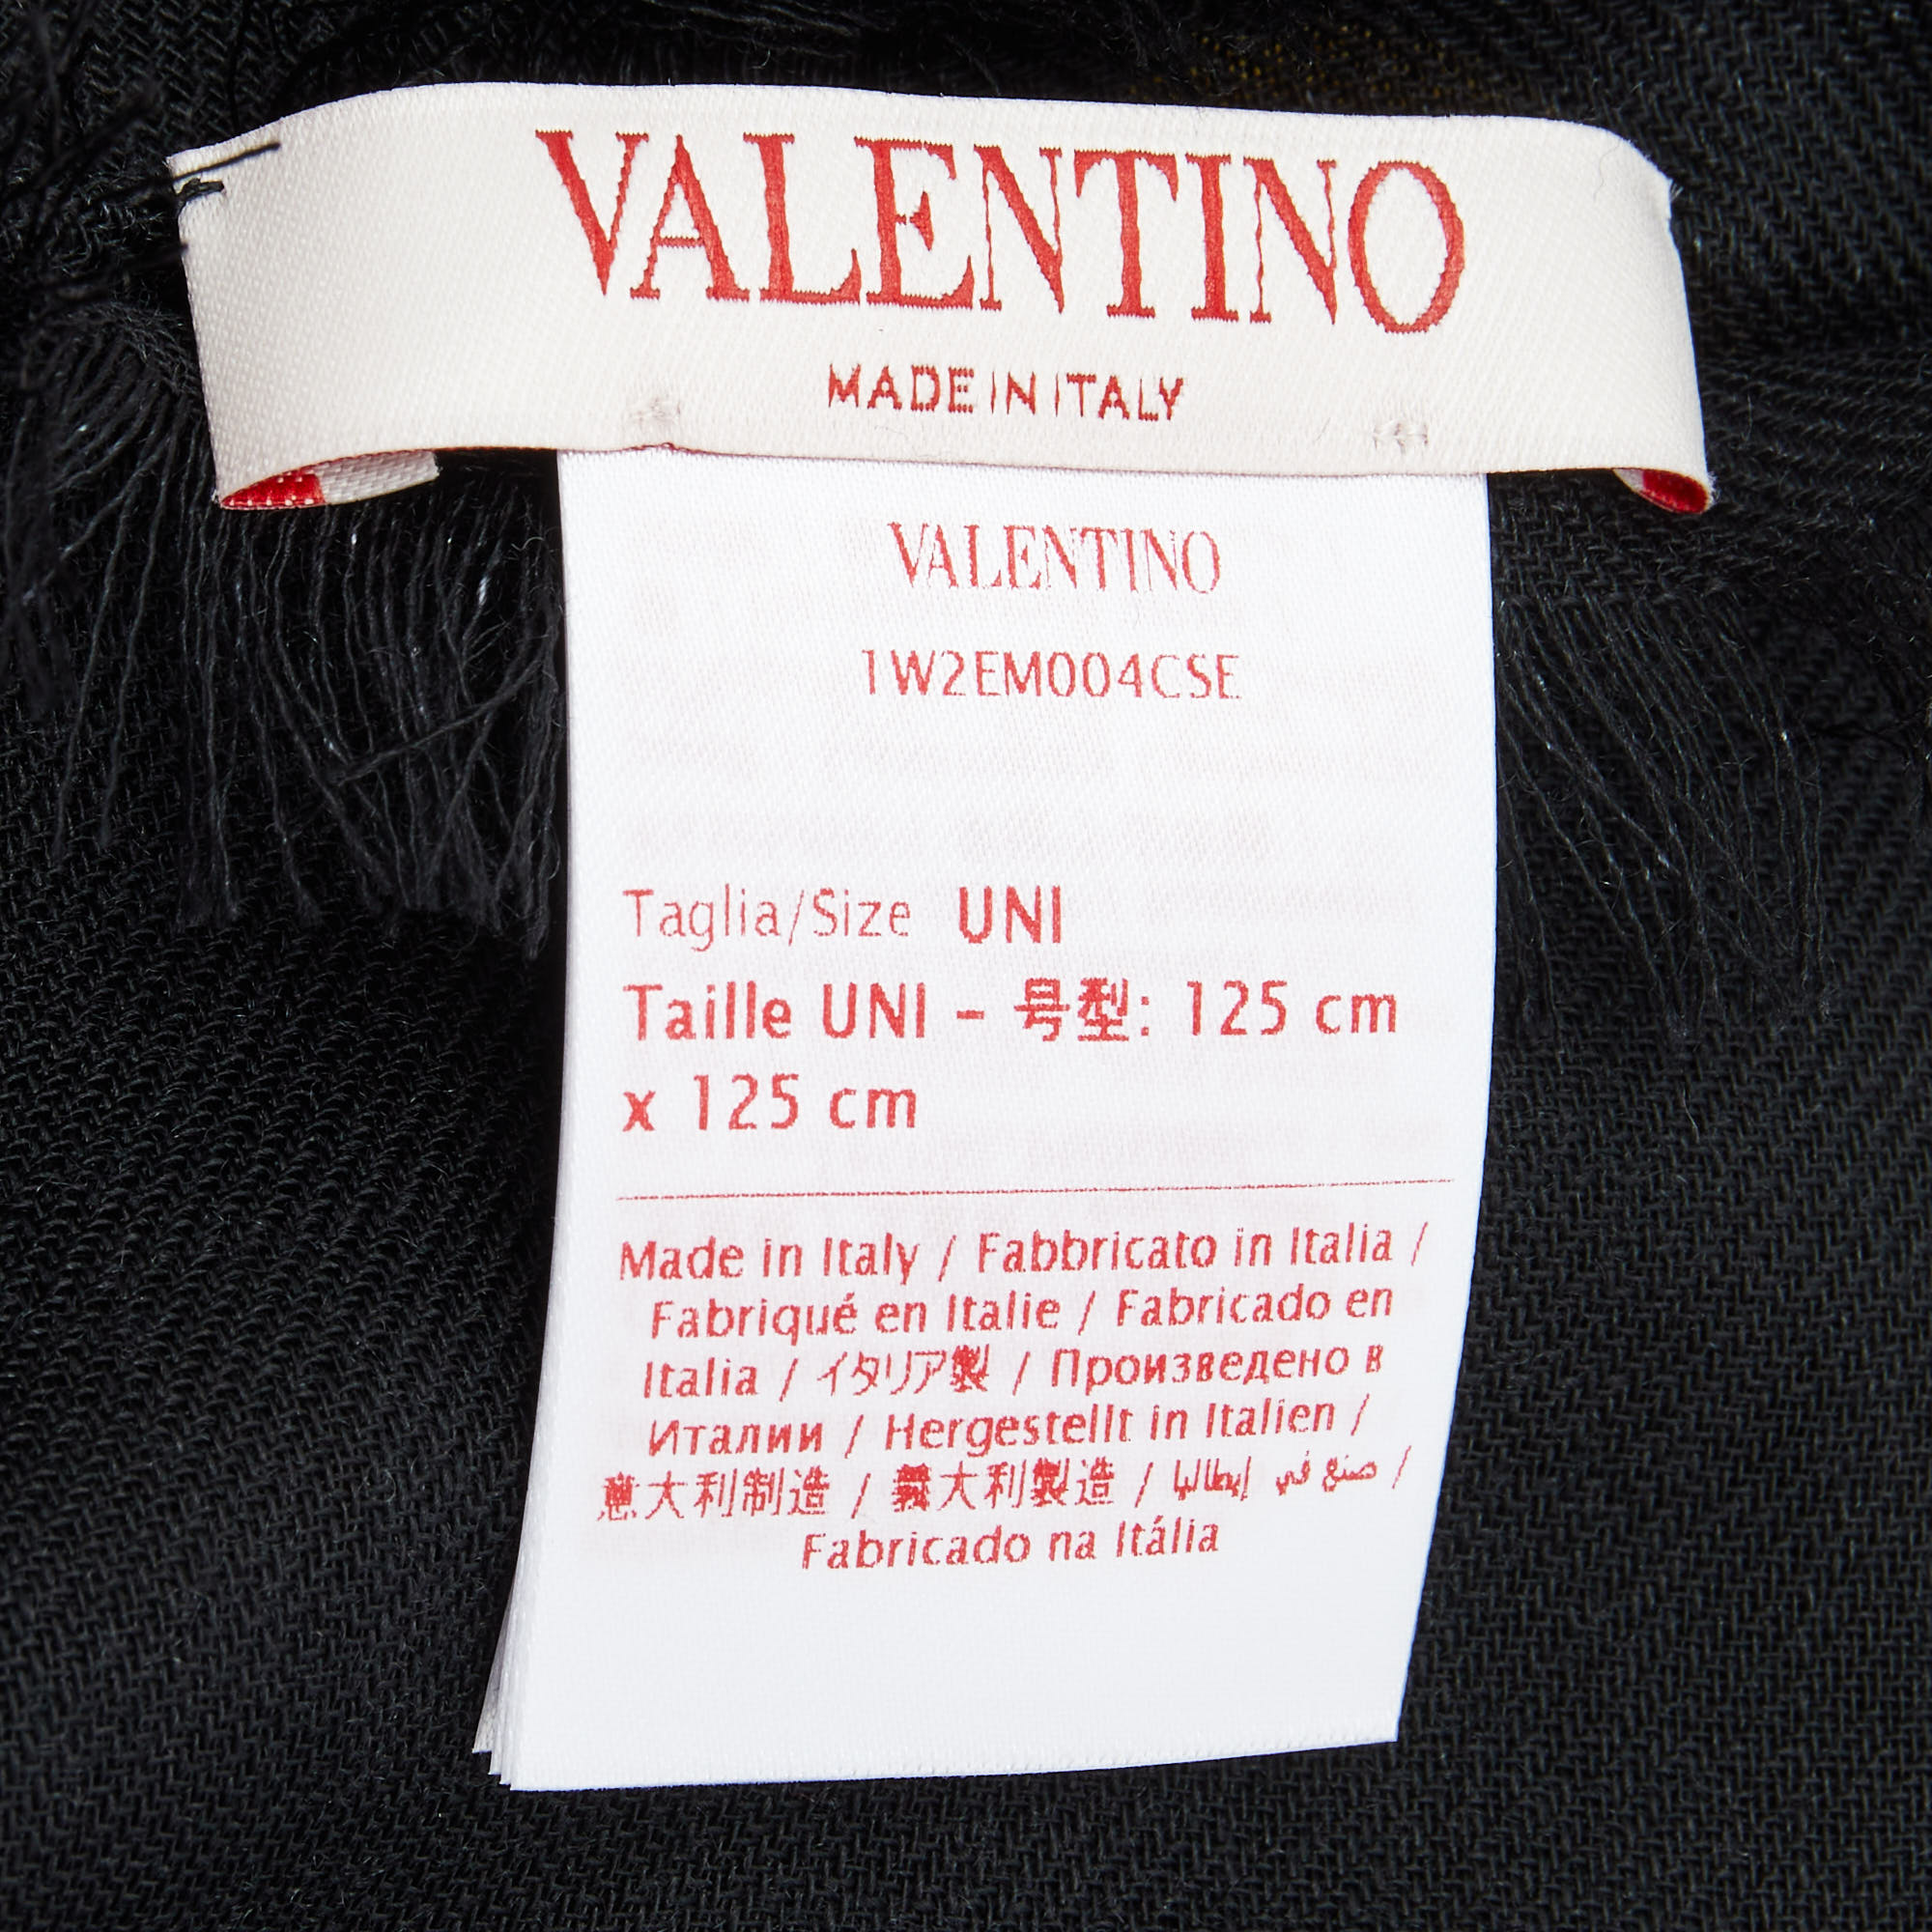 VALENTINO
MADE IN ITALY
VALENTINO
1W2EM004CSE
Taglia/Size UNI
Taille UNI - 号型: 125 cm
x 125 cm
Made in Italy / Fabbricato in Italia /
Fabriqué en Italie / Fabricado en
Italia / イタリア製 / Произведено в
Италии / Hergestellt in Italien /
意大利制造 / 義大利製造 / صنع في إيطاليا /
Fabricado na Itália